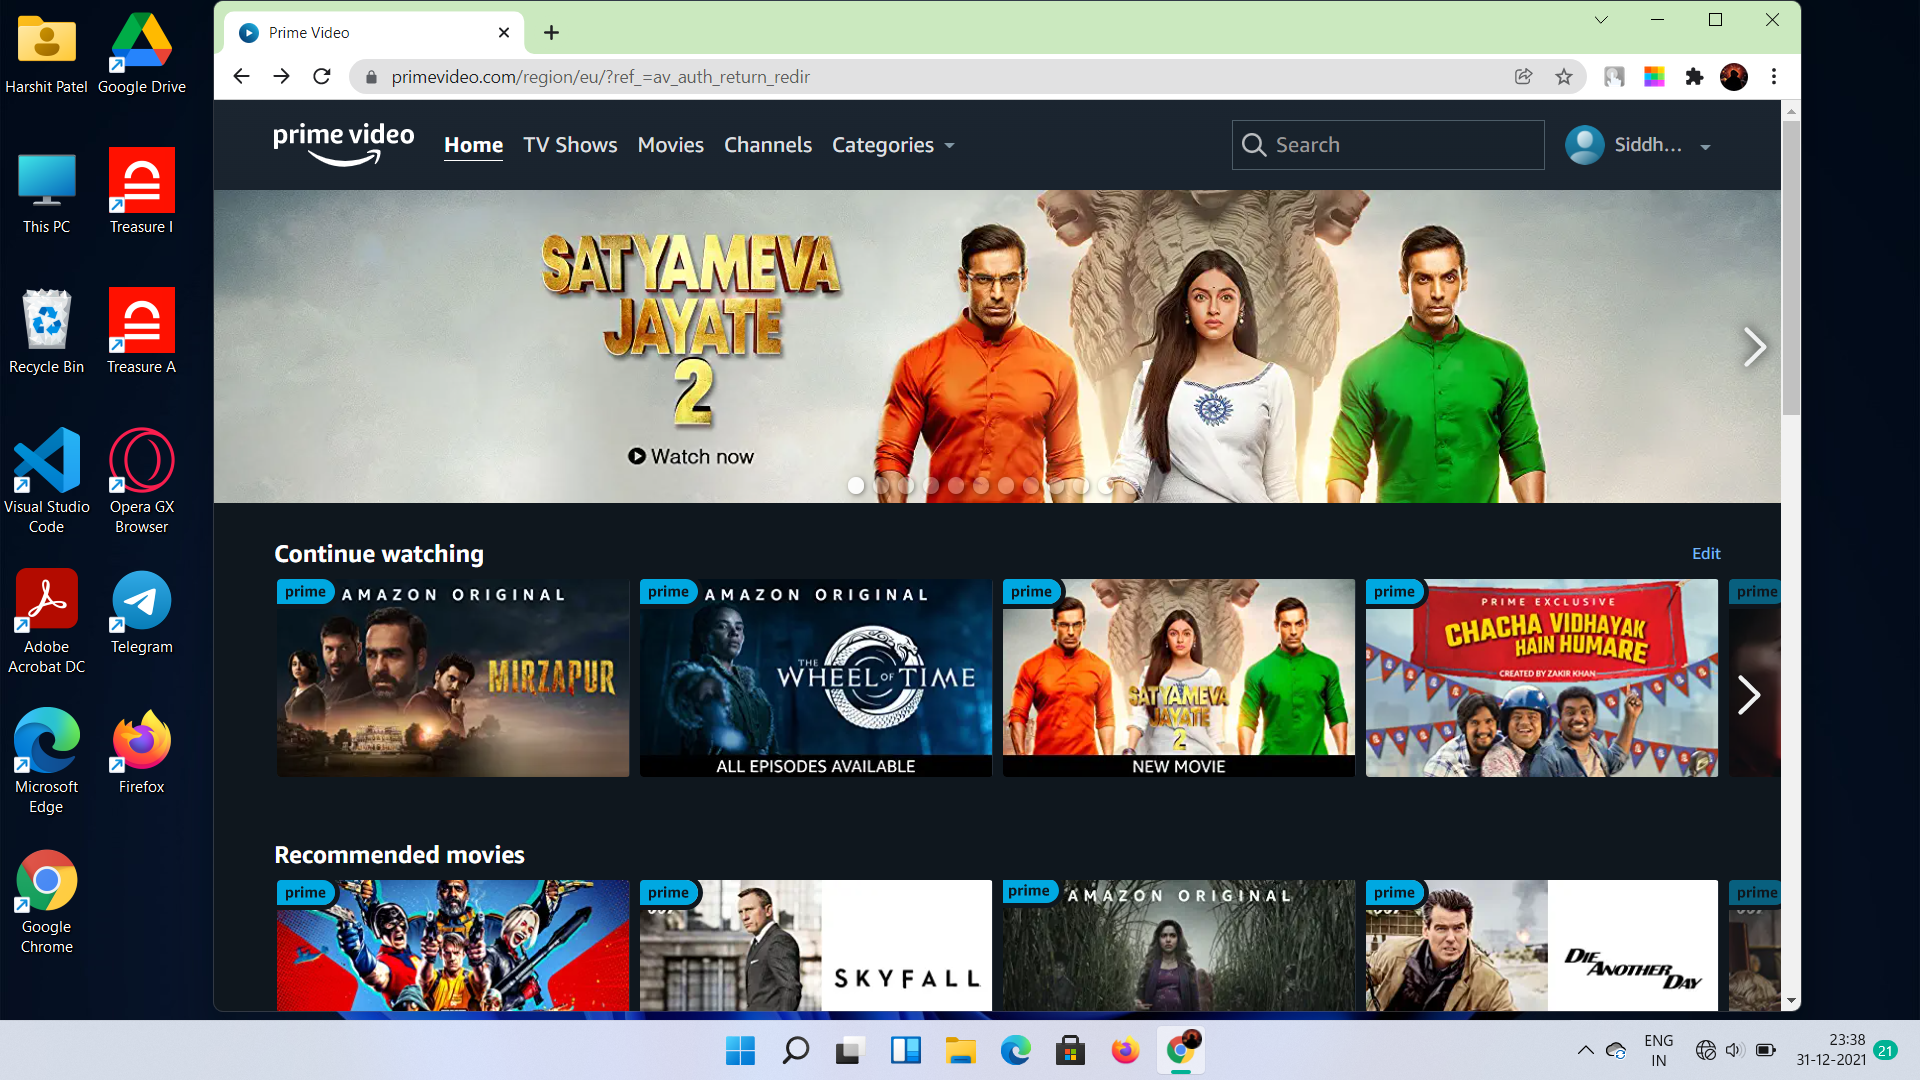 Harshit Patel
Google Drive
This PC
Treasure I
Recycle Bin
Treasure A
Visual Studio
Code
Opera GX
Browser
Adobe
Acrobat DC
Telegram
Microsoft
Edge
Firefox
Google
Chrome
Prime Video
primevideo.com/region/eu/?ref_=av_auth_return_redir
prime video
Home
TV Shows
Movies
Channels
Categories
Search
Siddh...
SATYAMEVA
JAYATE
2
Watch now
Continue watching
Edit
prime
AMAZON ORIGINAL
MIRZAPUR
prime
AMAZON ORIGINAL
THE
WHEEL OF TIME
ALL EPISODES AVAILABLE
prime
SATYAMEVA
JAYATE
2
NEW MOVIE
prime
PRIME EXCLUSIVE
CHACHA VIDHAYAK
HAIN HUMARE
CREATED BY ZAKIR KHAN
prime
Recommended movies
prime
prime
SKYFALL
prime
AMAZON ORIGINAL
prime
DIE
ANOTHER DAY
prime
ENG
IN
23:38
31-12-2021
21